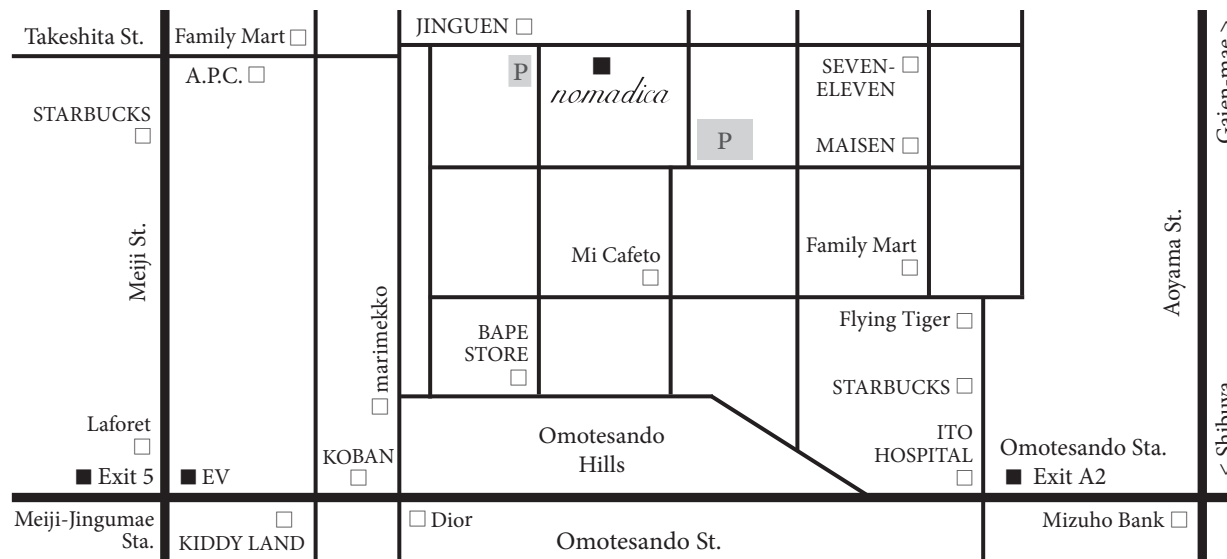 JINGUEN
Takeshita St.
Family Mart
A.P.C.
P
nomadica
SEVEN-
ELEVEN
Gaien-mae >
STARBUCKS
P
MAISEN
Meiji St.
Mi Cafeto
Family Mart
Aoyama St.
marimekko
BAPE
STORE
Flying Tiger
STARBUCKS
Laforet
KOBAN
Omotesando
Hills
ITO
HOSPITAL
Omotesando Sta.
Exit A2
< Shibuya
Exit 5
EV
Meiji-Jingumae
Sta.
KIDDY LAND
Dior
Omotesando St.
Mizuho Bank